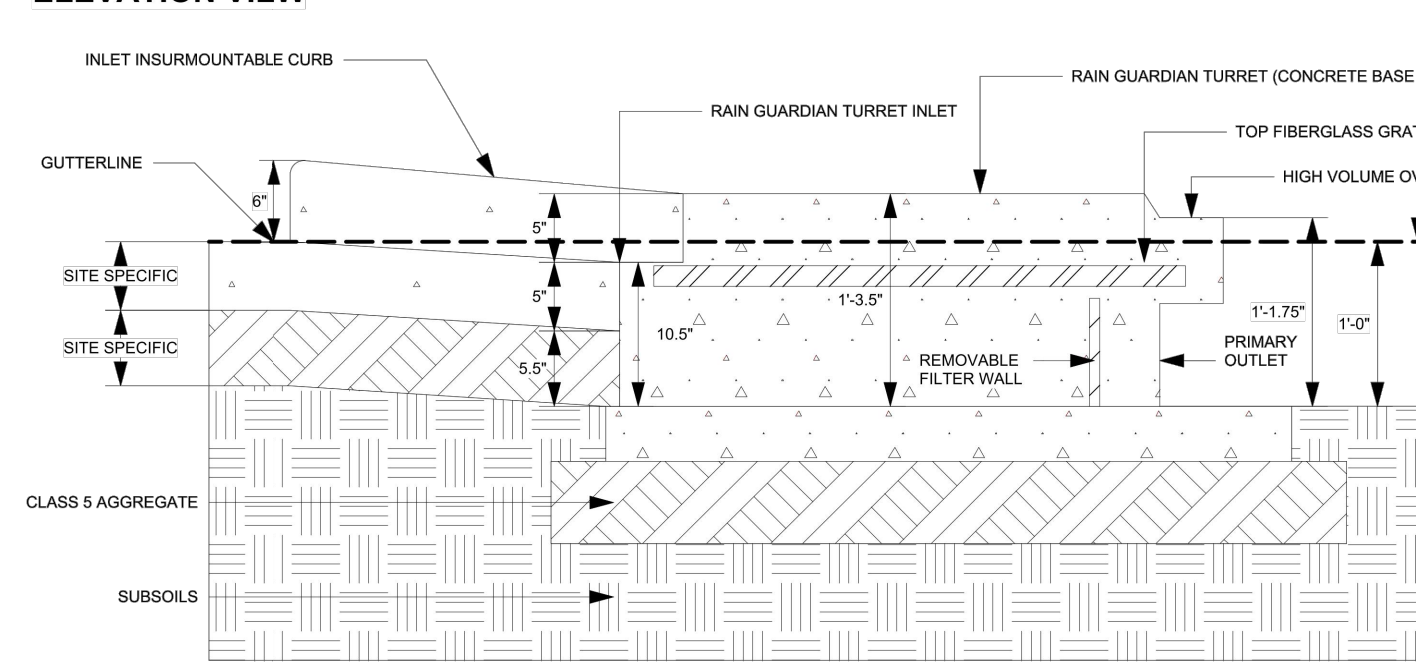 ELEVATION VIEW
INLET INSURMOUNTABLE CURB
RAIN GUARDIAN TURRET (CONCRETE BASE
RAIN GUARDIAN TURRET INLET
TOP FIBERGLASS GRAT
GUTTERLINE
HIGH VOLUME OV
6"
5"
SITE SPECIFIC
5"
1'-3.5"
1'-1.75"
1'-0"
10.5"
SITE SPECIFIC
5.5"
REMOVABLE
FILTER WALL
PRIMARY
OUTLET
CLASS 5 AGGREGATE
SUBSOILS